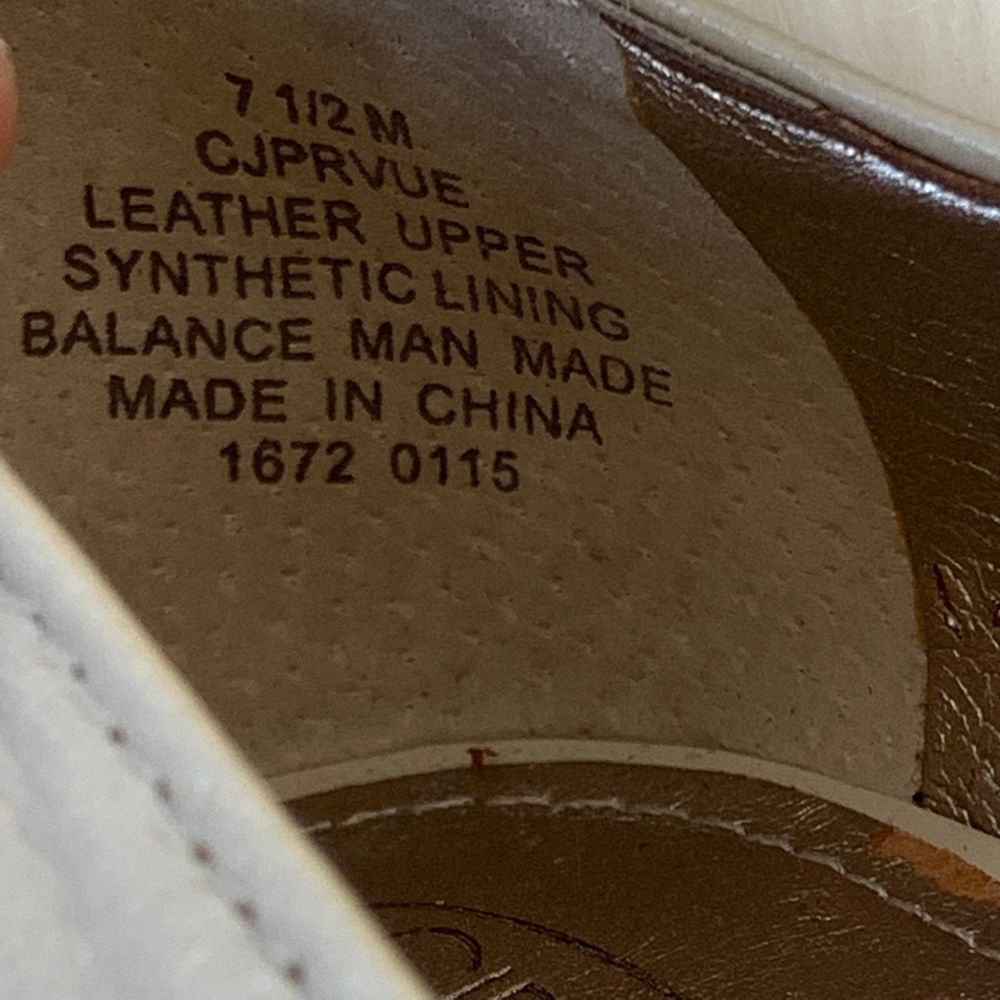 7 1/2 M
CJPRVUE
LEATHER UPPER
SYNTHETIC LINING
BALANCE MAN MADE
MADE IN CHINA
1672 0115